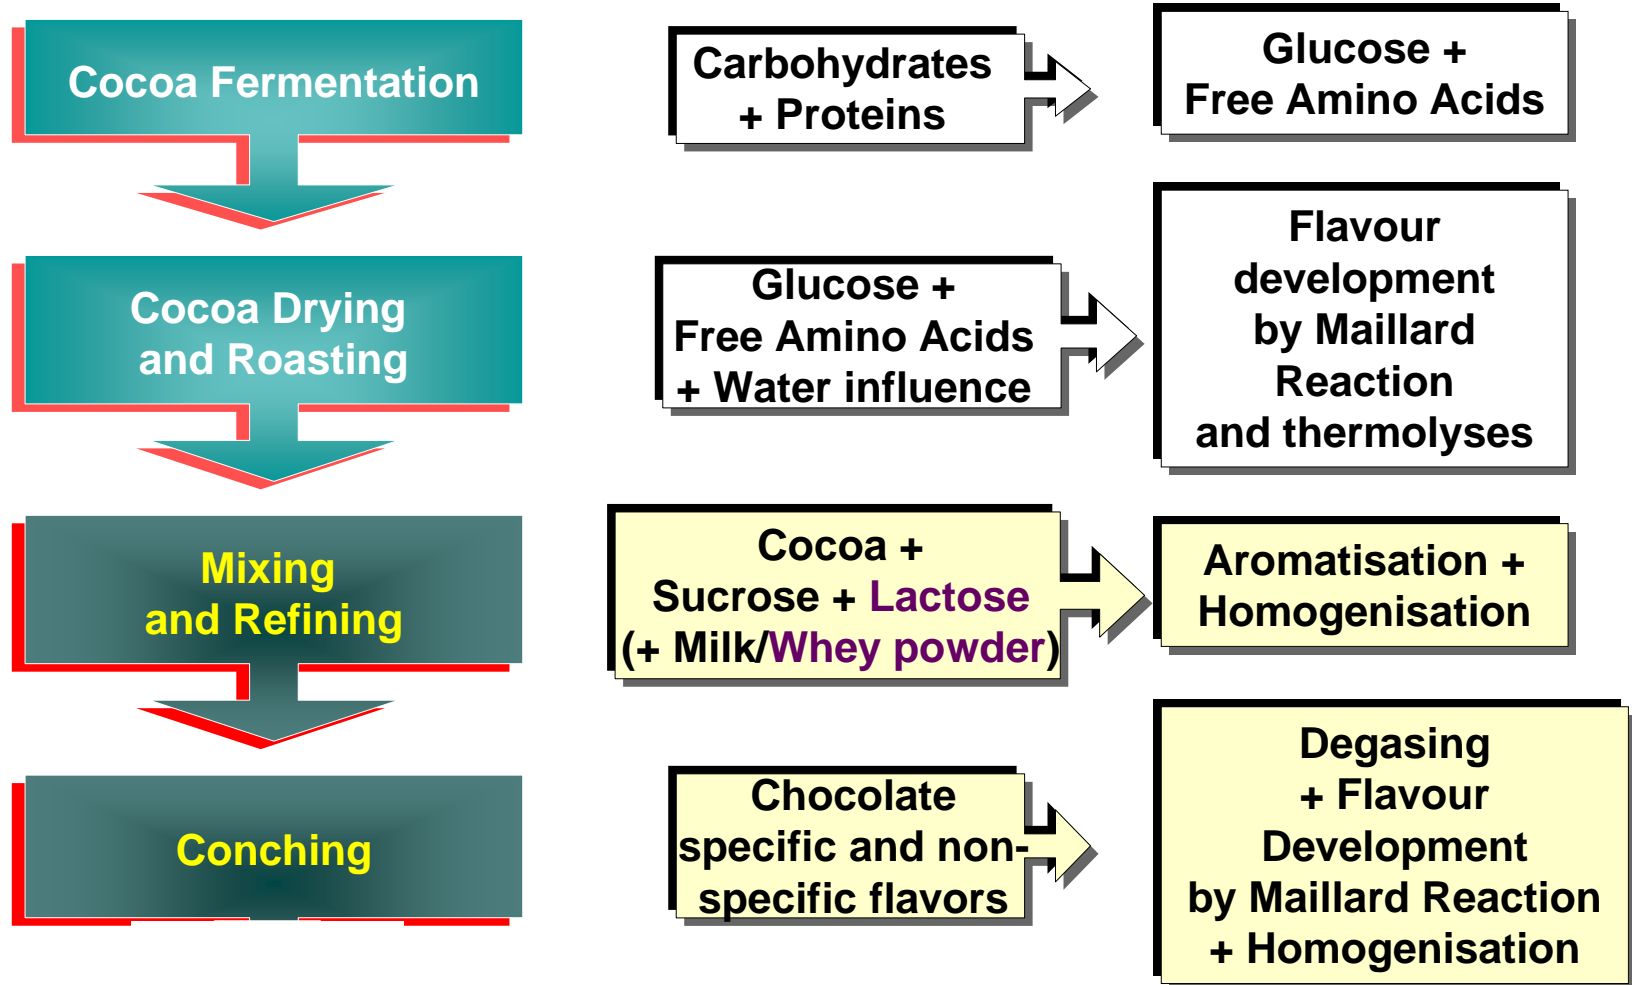 Cocoa Fermentation
Carbohydrates
+ Proteins
Glucose +
Free Amino Acids
Cocoa Drying
and Roasting
Glucose +
Free Amino Acids
+ Water influence
Flavour
development
by Maillard
Reaction
and thermolyses
Mixing
and Refining
Cocoa +
Sucrose + Lactose
(+ Milk/Whey powder)
Aromatisation +
Homogenisation
Conching
Chocolate
specific and non-
specific flavors
Degasing
+ Flavour
Development
by Maillard Reaction
+ Homogenisation